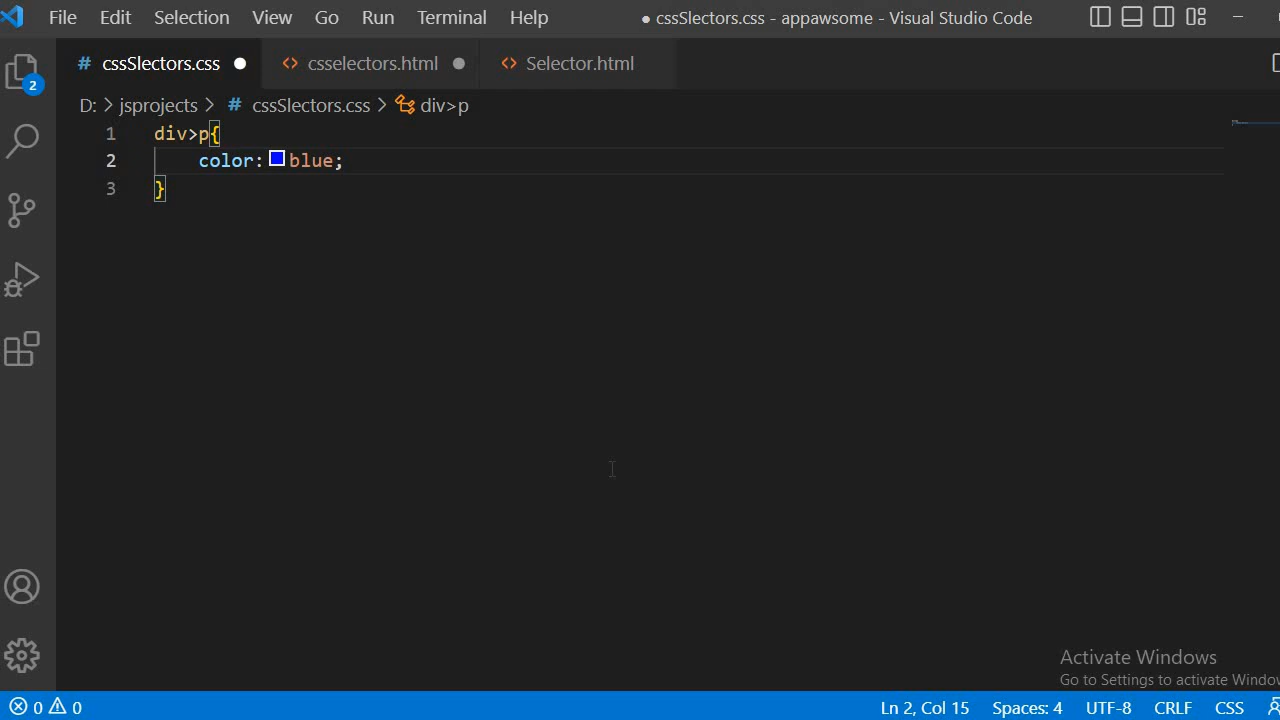 File Edit Selection View Go Run Terminal Help ● cssSlectors.css - appawsome - Visual Studio Code
# cssSlectors.css ● <> csselectors.html ● <> Selector.html
D: > jsprojects > # cssSlectors.css > div>p
1 div>p{
2 color: blue;
3 }
2
Activate Windows
Go to Settings to activate Windo
0 0 Ln 2, Col 15 Spaces: 4 UTF-8 CRLF CSS